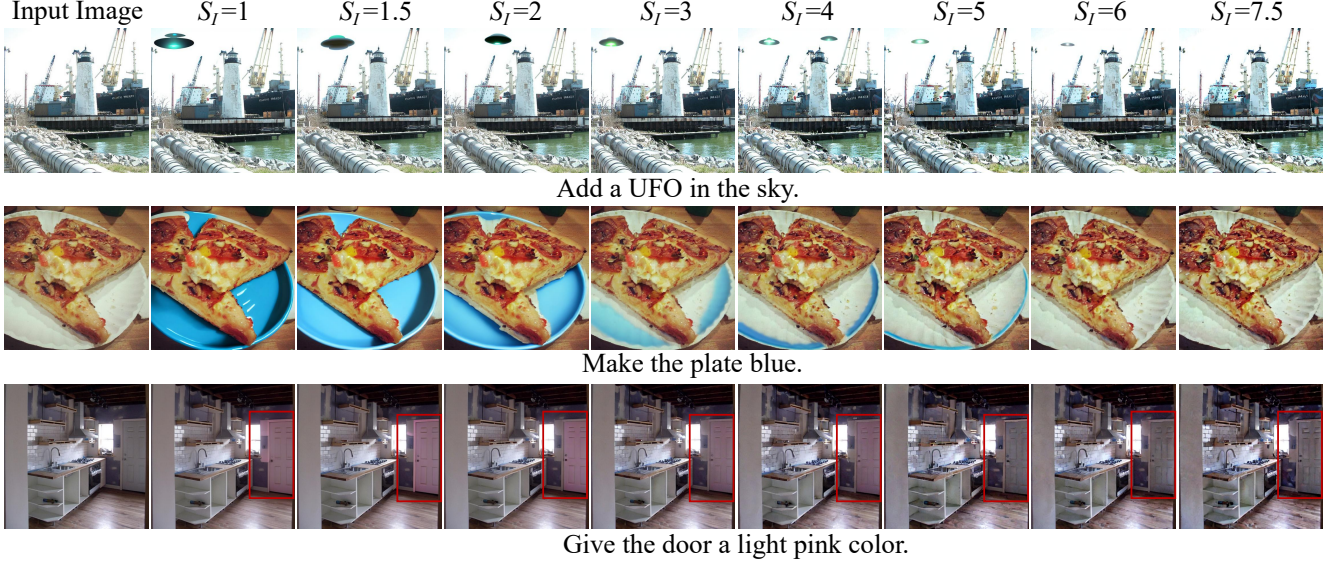 Input Image S_I=1 S_I=1.5 S_I=2 S_I=3 S_I=4 S_I=5 S_I=6 S_I=7.5
Add a UFO in the sky.
Make the plate blue.
Give the door a light pink color.